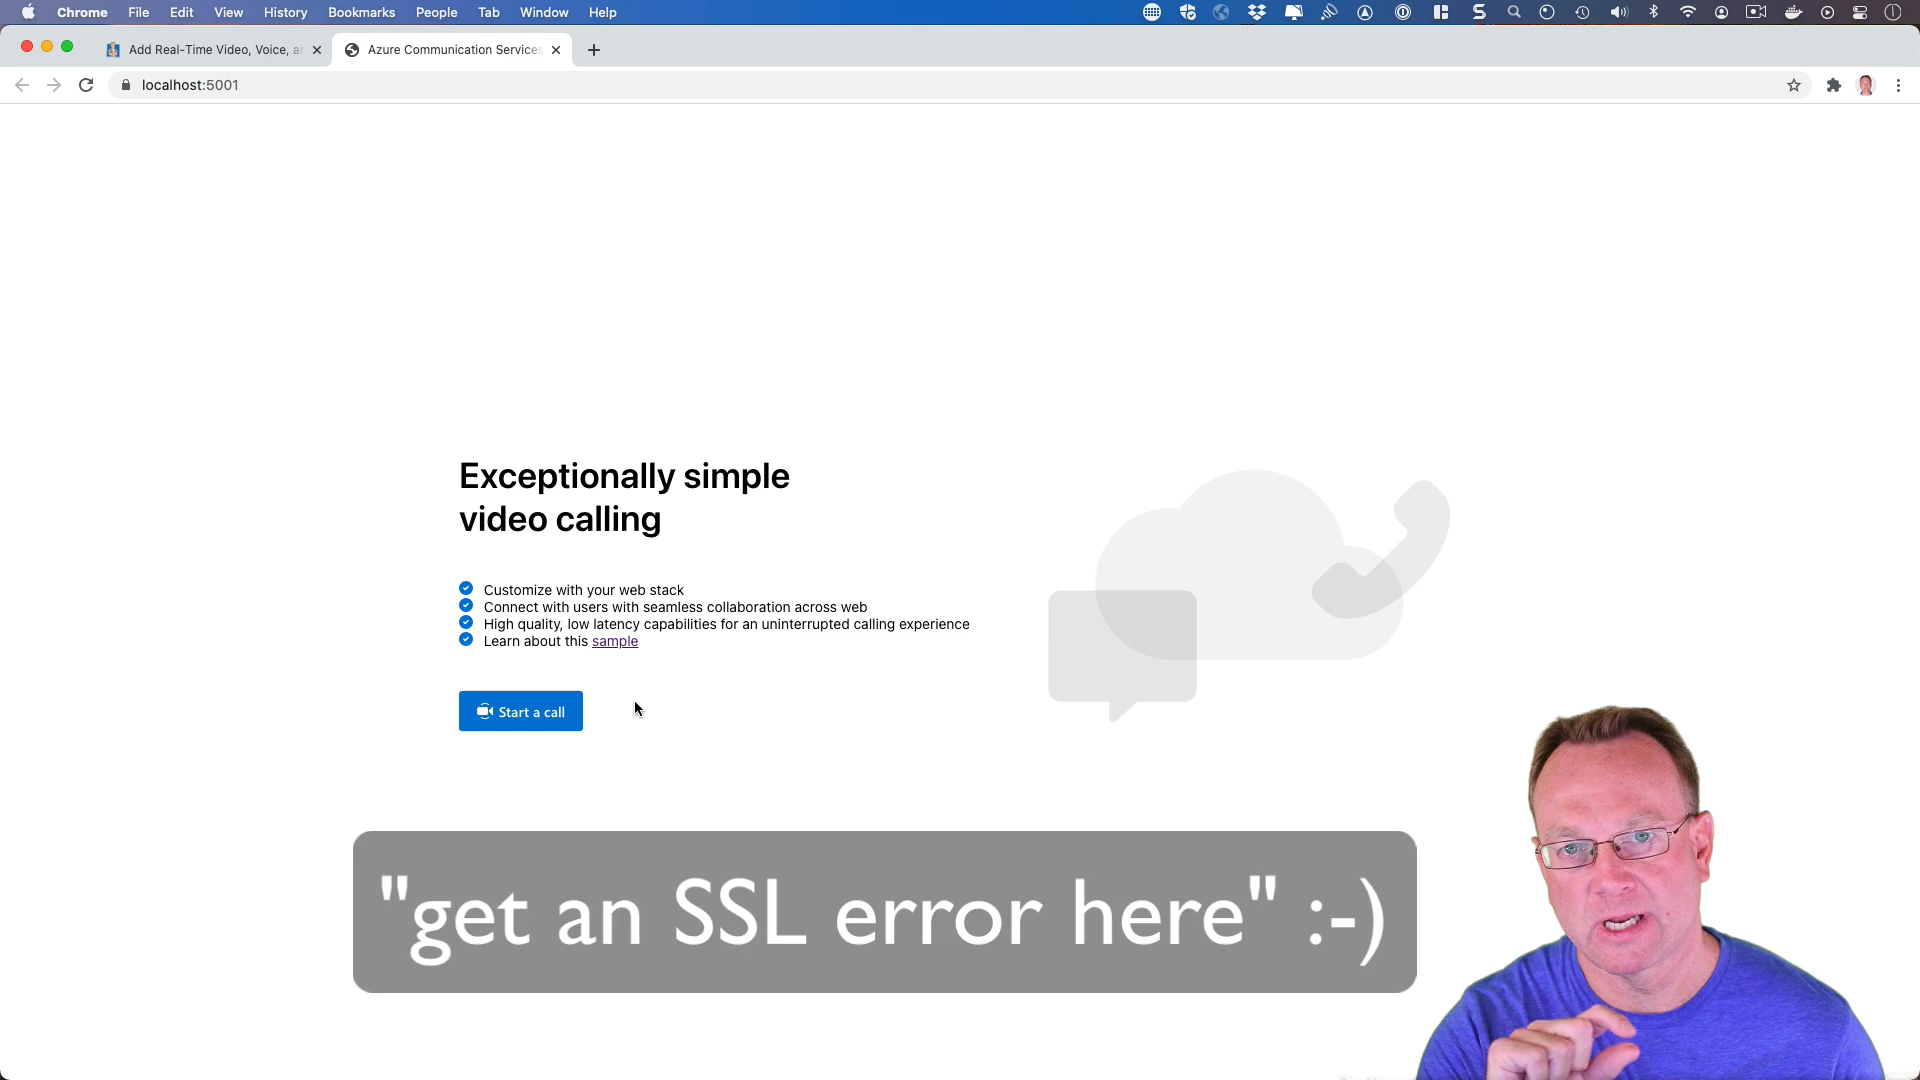 Chrome File Edit View History Bookmarks People Tab Window Help
Add Real-Time Video, Voice, a
Azure Communication Services
localhost:5001
Exceptionally simple
video calling
Customize with your web stack
Connect with users with seamless collaboration across web
High quality, low latency capabilities for an uninterrupted calling experience
Learn about this sample
Start a call
"get an SSL error here" :-)